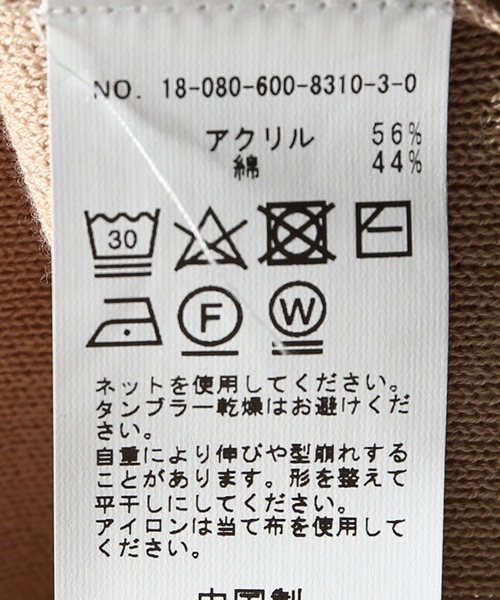 NO. 18-080-600-8310-3-0
アクリル 56%
綿 44%
30
F W
ネットを使用してください。
タンブラー乾燥はお避けくだ
さい。
自重により伸びや型崩れする
ことがあります。形を整えて
平干しにしてください。
アイロンは当て布を使用して
ください。
中国製